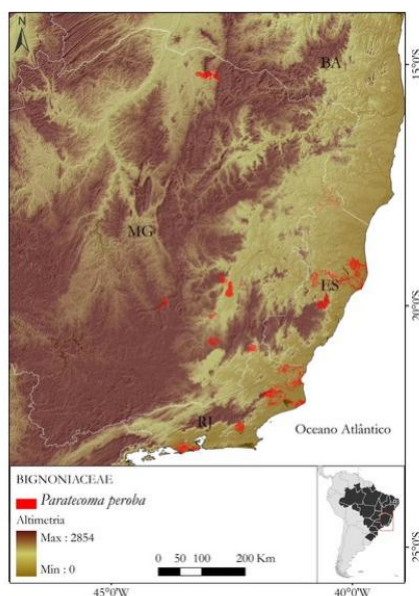 N
BA
15°0'S
MG
ES
20°0'S
RJ
Oceano Atlântico
BIGNONIACEAE
Paratecoma peroba
Altimetria
Max : 2854
Min : 0
0 50 100 200 Km
25°0'S
45°0'W
40°0'W